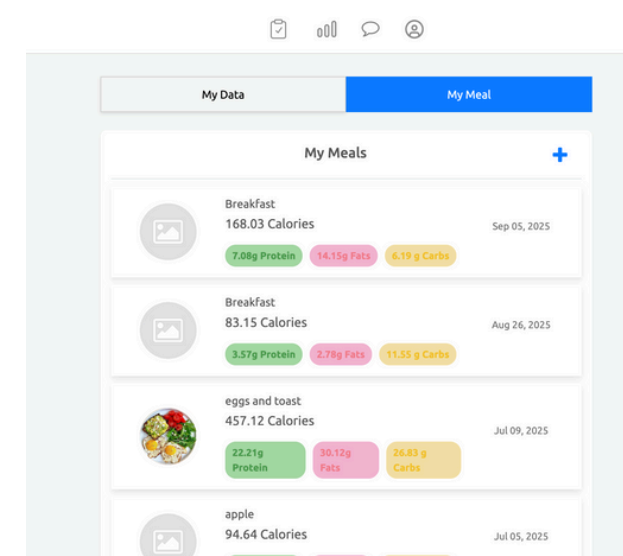 My Data
My Meal
My Meals
Breakfast
168.03 Calories
Sep 05, 2025
7.08g Protein
14.15g Fats
6.19 g Carbs
Breakfast
83.15 Calories
Aug 26, 2025
3.57g Protein
2.78g Fats
11.55 g Carbs
eggs and toast
457.12 Calories
Jul 09, 2025
22.21g
Protein
30.12g
Fats
26.83 g
Carbs
apple
94.64 Calories
Jul 05, 2025